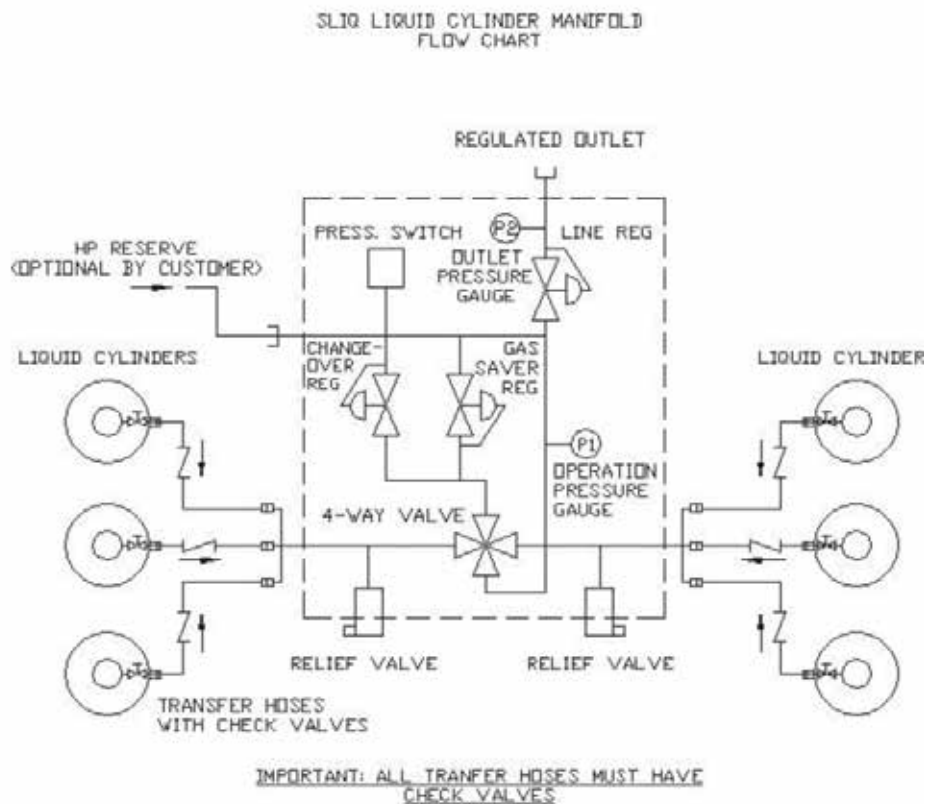 SLIQ LIQUID CYLINDER MANIFOLD
FLOW CHART
REGULATED OUTLET
PRESS. SWITCH
P2
LINE REG
HP RESERVE
<OPTIONAL BY CUSTOMER>
OUTLET
PRESSURE
GAUGE
LIQUID CYLINDERS
CHANGE-
OVER
REG
GAS
SAVER
REG
LIQUID CYLINDER
P1
OPERATION
PRESSURE
GAUGE
4-WAY VALVE
RELIEF VALVE
RELIEF VALVE
TRANSFER HOSES
WITH CHECK VALVES
IMPORTANT: ALL TRANFER HOSES MUST HAVE
CHECK VALVES